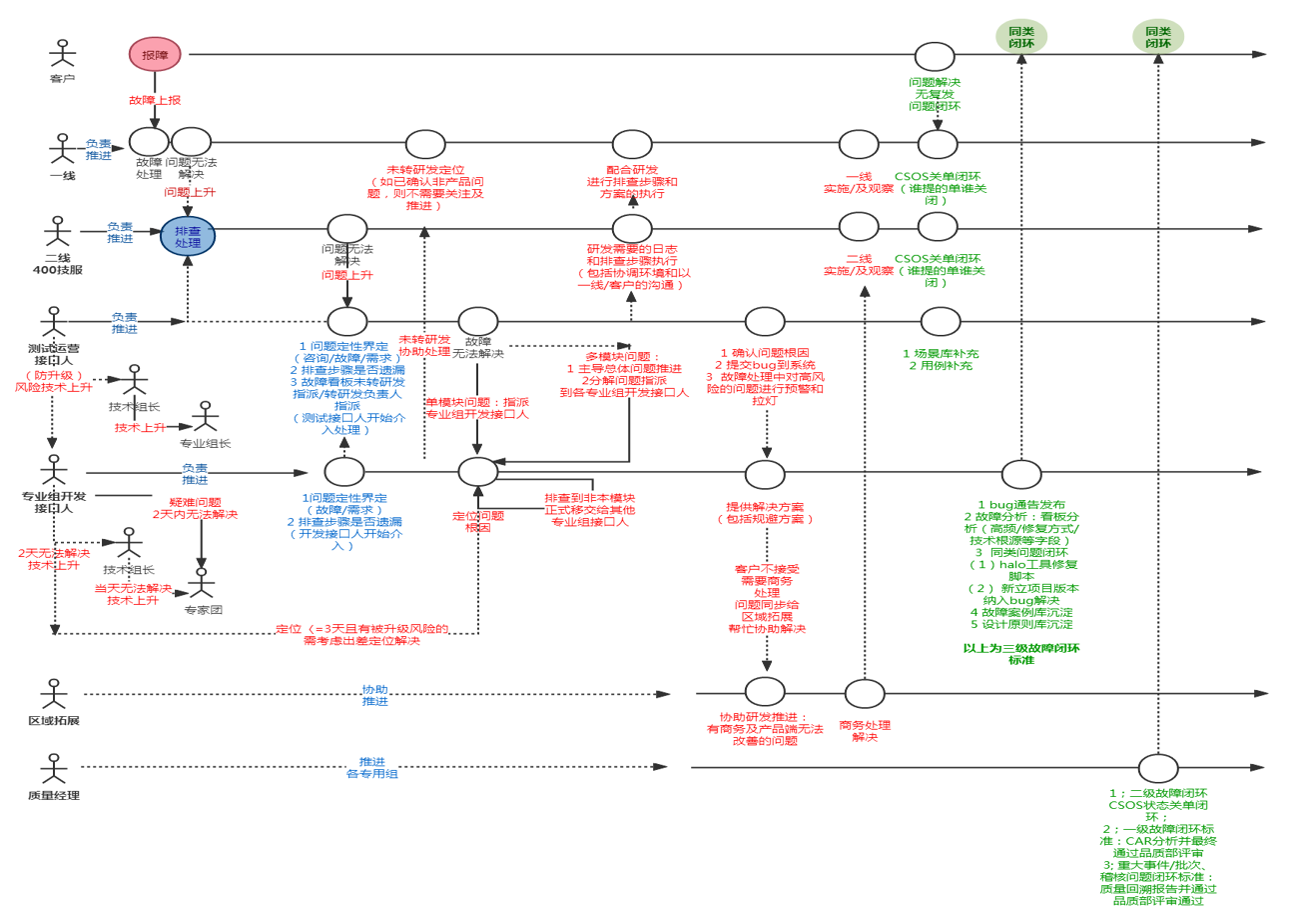 同类
闭环
同类
闭环
报障
客户
故障上报
问题解决
无复发
问题闭环
负责
推进
一线
故障
处理
问题无法
解决
问题上升
未转研发定位
（如已确认非产品问
题，则不需要关注及
推进）
配合研发
进行排查步骤和
方案的执行
一线
实施/及观察
CSOS关单闭环
（谁提的单谁关
闭）
负责
推进
二线
400技服
排查
处理
问题无法
解决
问题上升
研发需要的日志
和排查步骤执行
（包括协调环境和以
一线/客户的沟通）
二线
实施/及观察
CSOS关单闭环
（谁提的单谁关
闭）
负责
推进
测试运营
接口人
（防升级）
风险技术上升
技术组长
技术上升
专业组长
1 问题定性界定
（咨询/故障/需求）
2 排查步骤是否遗漏
3 故障看板未转研发
指派/转研发负责人
指派
（测试接口人开始介
入处理）
未转研发
协助处理
故障
无法解决
单模块问题：指派
专业组开发接口人
多模块问题：
1 主导总体问题推进
2分解问题指派
到各专业组开发接口人
1 确认问题根因
2 提交bug到系统
3 故障处理中对高风
险的问题进行预警和
拉灯
1 场景库补充
2 用例补充
负责
推进
专业组开发
接口人
疑难问题
2天内无法解决
2天无法解决
技术上升
技术组长
当天无法解决
技术上升
专家团
1问题定性界定
（故障/需求）
2 排查步骤是否遗漏
（开发接口人开始介
入）
定位问题
根因
排查到非本模块
正式移交给其他
专业组接口人
提供解决方案
（包括规避方案）
客户不接受
需要商务
处理
问题同步给
区域拓展
帮忙协助解决
1 bug通告发布
2 故障分析：看板分
析（高频/修复方式/
技术根源等字段）
3 同类问题闭环
（1）halo工具修复
脚本
（2） 新立项目版本
纳入bug解决
4 故障案例库沉淀
5 设计原则库沉淀
以上为三级故障闭环
标准
定位〈=3天且有被升级风险的
需考虑出差定位解决
区域拓展
协助
推进
协助研发推进：
有商务及产品端无法
改善的问题
商务处理
解决
质量经理
推进
各专用组
1；二级故障闭环
CSOS状态关单闭
环；
2；一级故障闭环标
准：CAR分析并最终
通过品质部评审
3; 重大事件/批次、
稽核问题闭环标准：
质量回溯报告并通过
品质部评审通过